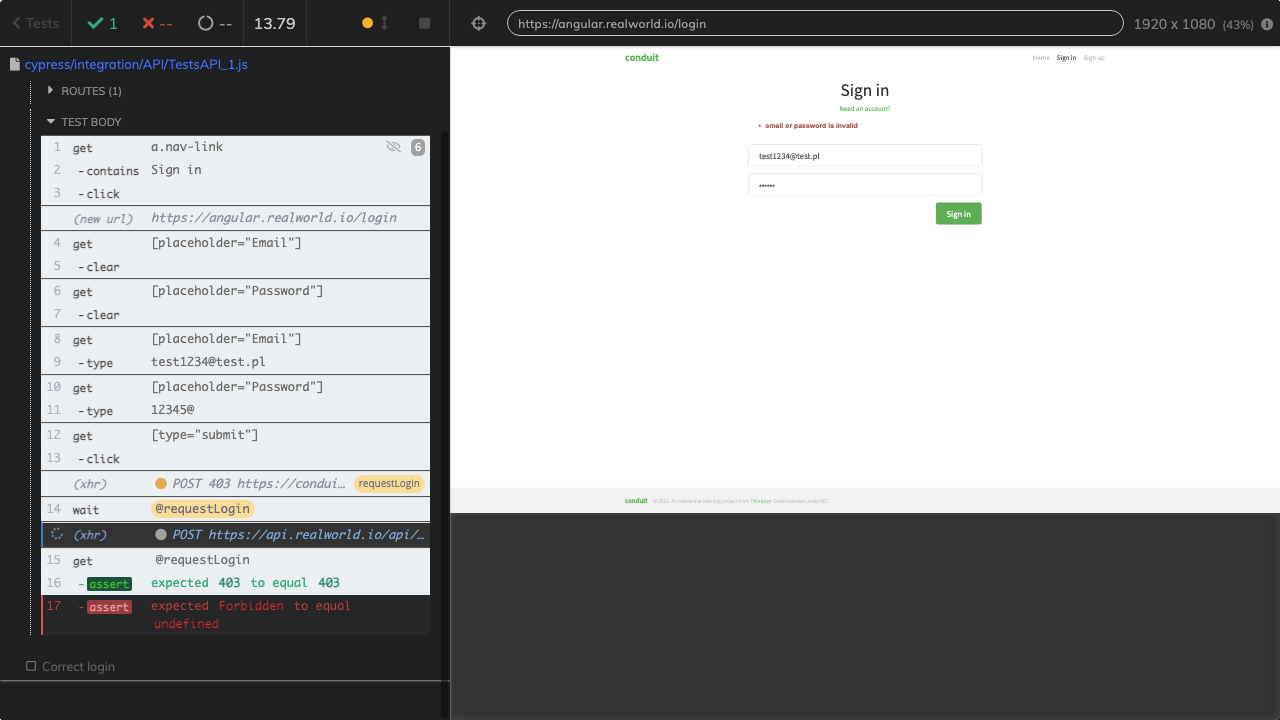 Tests
1
--
--
13.79
https://angular.realworld.io/login
1920 x 1080 (43%)
cypress/integration/API/TestsAPI_1.js
ROUTES (1)
TEST BODY
1 get a.nav-link 6
2 - contains Sign in
3 - click
(new url) https://angular.realworld.io/login
4 get [placeholder="Email"]
5 - clear
6 get [placeholder="Password"]
7 - clear
8 get [placeholder="Email"]
9 - type test1234@test.pl
10 get [placeholder="Password"]
11 - type 12345@
12 get [type="submit"]
13 - click
(xhr) POST 403 https://condui... requestLogin
14 wait @requestLogin
(xhr) POST https://api.realworld.io/api/...
15 get @requestLogin
16 - assert expected 403 to equal 403
17 - assert expected Forbidden to equal
undefined
Correct login
conduit
Home Sign in Sign up
Sign in
Need an account?
• email or password is invalid
test1234@test.pl
••••••
Sign in
conduit © 2022. An interactive learning project from Thinkster. Code licensed under MIT.